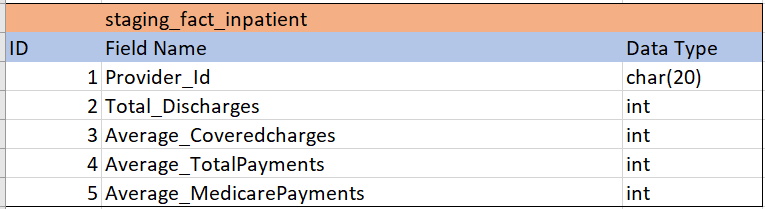 staging_fact_inpatient
ID Field Name Data Type
1 Provider_Id char(20)
2 Total_Discharges int
3 Average_Coveredcharges int
4 Average_TotalPayments int
5 Average_MedicarePayments int